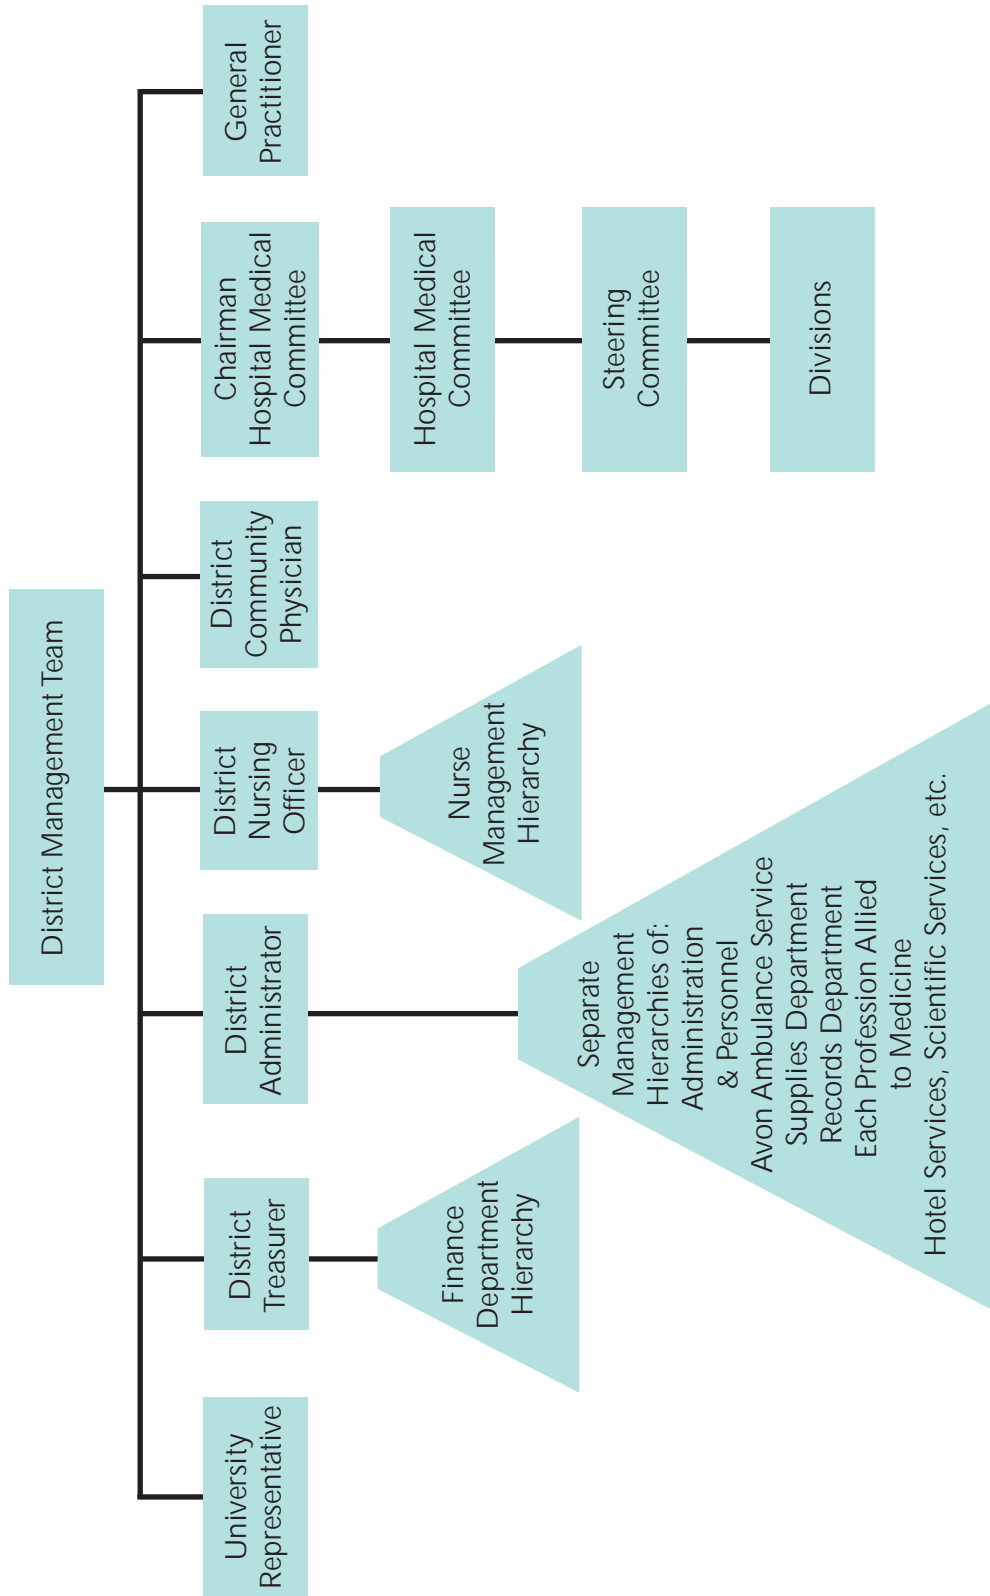 District Management Team
University
Representative
District
Treasurer
District
Administrator
District
Nursing
Officer
District
Community
Physician
Chairman
Hospital Medical
Committee
General
Practitioner
Finance
Department
Hierarchy
Separate
Management
Hierarchies of:
Administration
& Personnel
Avon Ambulance Service
Supplies Department
Records Department
Each Profession Allied
to Medicine
Hotel Services, Scientific Services, etc.
Nurse
Management
Hierarchy
Hospital Medical
Committee
Steering
Committee
Divisions